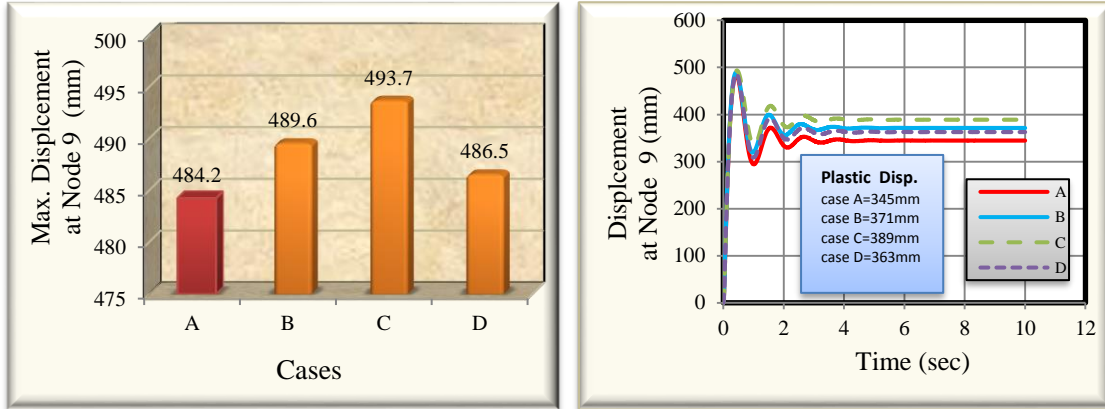 Max. Displcement
at Node 9 (mm)
500
495
490
485
480
475
484.2
489.6
493.7
486.5
A
B
C
D
Cases
Displcement
at Node 9 (mm)
600
500
400
300
200
100
0
Plastic Disp.
case A=345mm
case B=371mm
case C=389mm
case D=363mm
A
B
C
D
0
2
4
6
8
10
12
Time (sec)